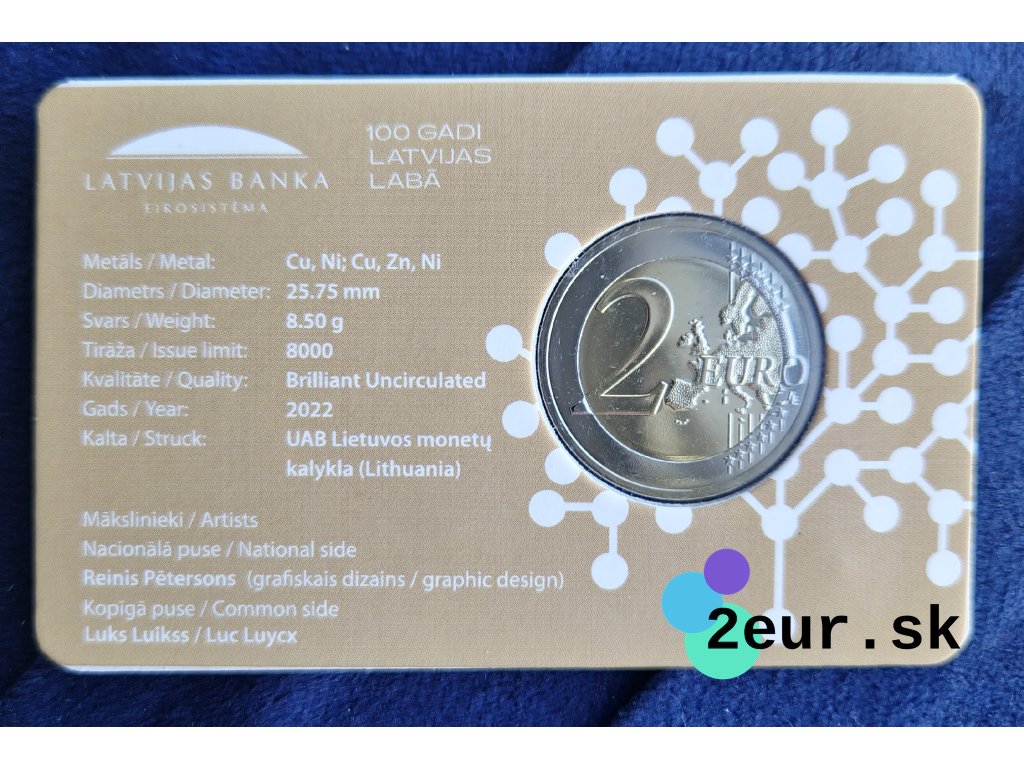 LATVIJAS BANKA
EIROSISTĒMA
100 GADI
LATVIJAS
LABĀ
Metāls / Metal: Cu, Ni; Cu, Zn, Ni
Diametrs / Diameter: 25.75 mm
Svars / Weight: 8.50 g
Tirāža / Issue limit: 8000
Kvalitāte / Quality: Brilliant Uncirculated
Gads / Year: 2022
Kalta / Struck: UAB Lietuvos monetų
kalykla (Lithuania)
Mākslinieki / Artists
Nacionālā puse / National side
Reinis Pētersons (grafiskais dizains / graphic design)
Kopīgā puse / Common side
Luks Luikss / Luc Luycx
2 EURO
2eur.sk